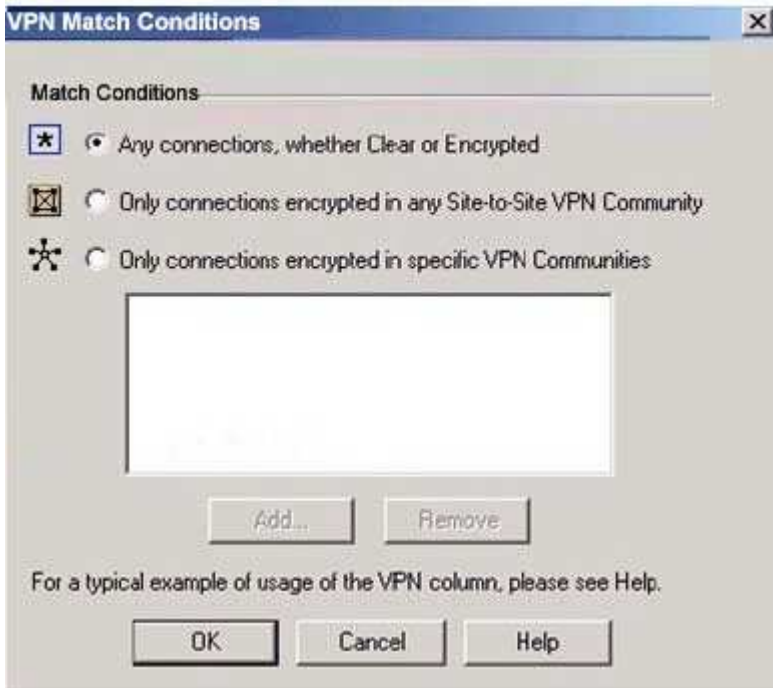 VPN Match Conditions
Match Conditions
Any connections, whether Clear or Encrypted
Only connections encrypted in any Site-to-Site VPN Community
Only connections encrypted in specific VPN Communities
Add...
Remove
For a typical example of usage of the VPN column, please see Help.
OK
Cancel
Help